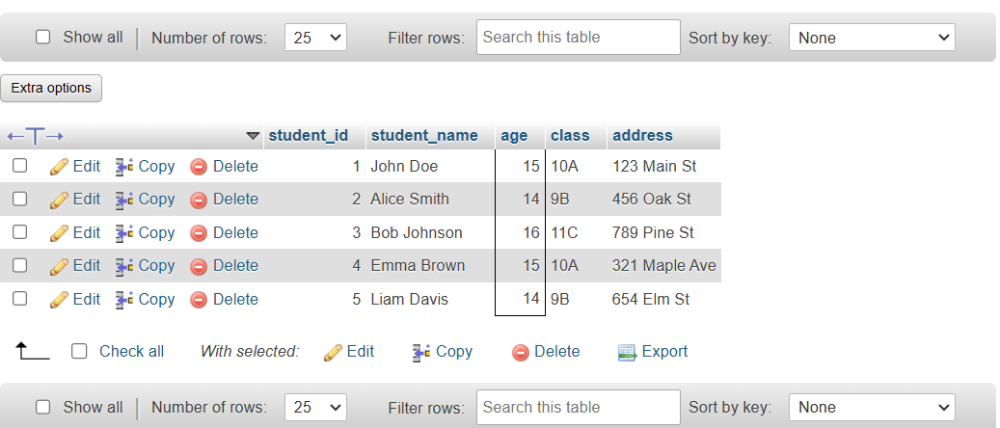 Show all Number of rows: 25 Filter rows: Search this table Sort by key: None
Extra options
student_id student_name age class address
Edit Copy Delete 1 John Doe 15 10A 123 Main St
Edit Copy Delete 2 Alice Smith 14 9B 456 Oak St
Edit Copy Delete 3 Bob Johnson 16 11C 789 Pine St
Edit Copy Delete 4 Emma Brown 15 10A 321 Maple Ave
Edit Copy Delete 5 Liam Davis 14 9B 654 Elm St
Check all With selected: Edit Copy Delete Export
Show all Number of rows: 25 Filter rows: Search this table Sort by key: None